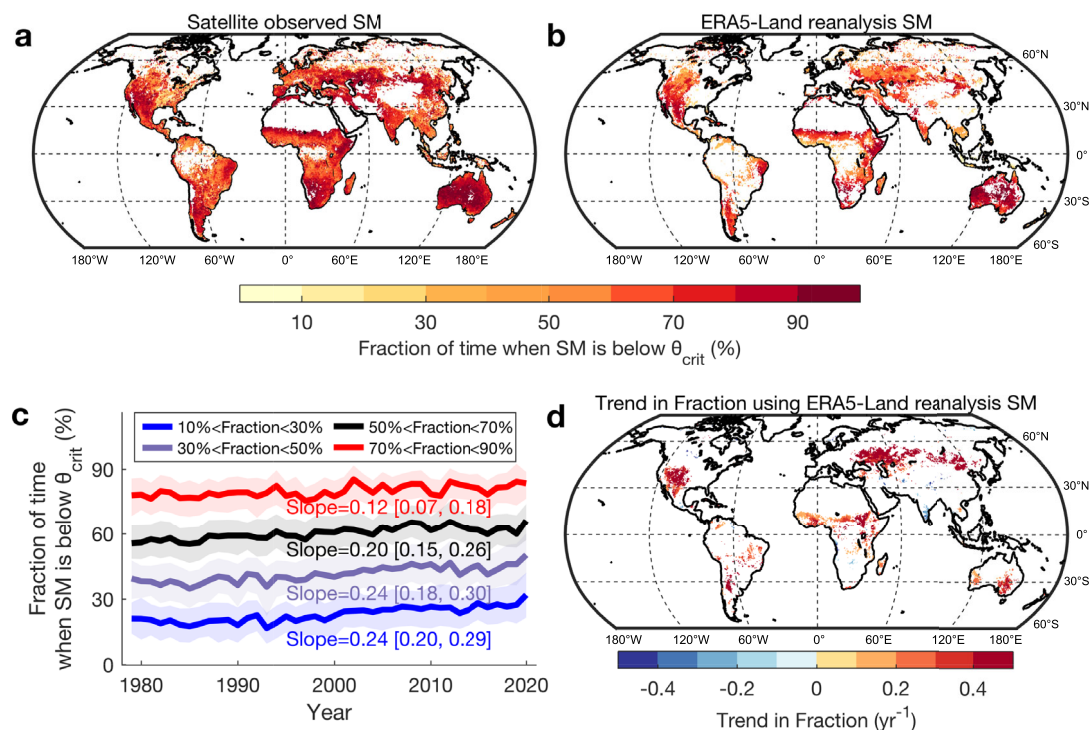 a
Satellite observed SM
b
ERA5-Land reanalysis SM
60°N
30°N
0°
30°S
60°S
180°W 120°W 60°W 0° 60°E 120°E 180°E
180°W 120°W 60°W 0° 60°E 120°E 180°E
10 30 50 70 90
Fraction of time when SM is below θcrit (%)
c
Fraction of time
when SM is below θcrit (%)
10%<Fraction<30%
50%<Fraction<70%
30%<Fraction<50%
70%<Fraction<90%
90
60
30
0
Slope=0.12 [0.07, 0.18]
Slope=0.20 [0.15, 0.26]
Slope=0.24 [0.18, 0.30]
Slope=0.24 [0.20, 0.29]
1980 1990 2000 2010 2020
Year
d
Trend in Fraction using ERA5-Land reanalysis SM
60°N
30°N
0°
30°S
60°S
180°W 120°W 60°W 0° 60°E 120°E 180°E
-0.4 -0.2 0 0.2 0.4
Trend in Fraction (yr-1)